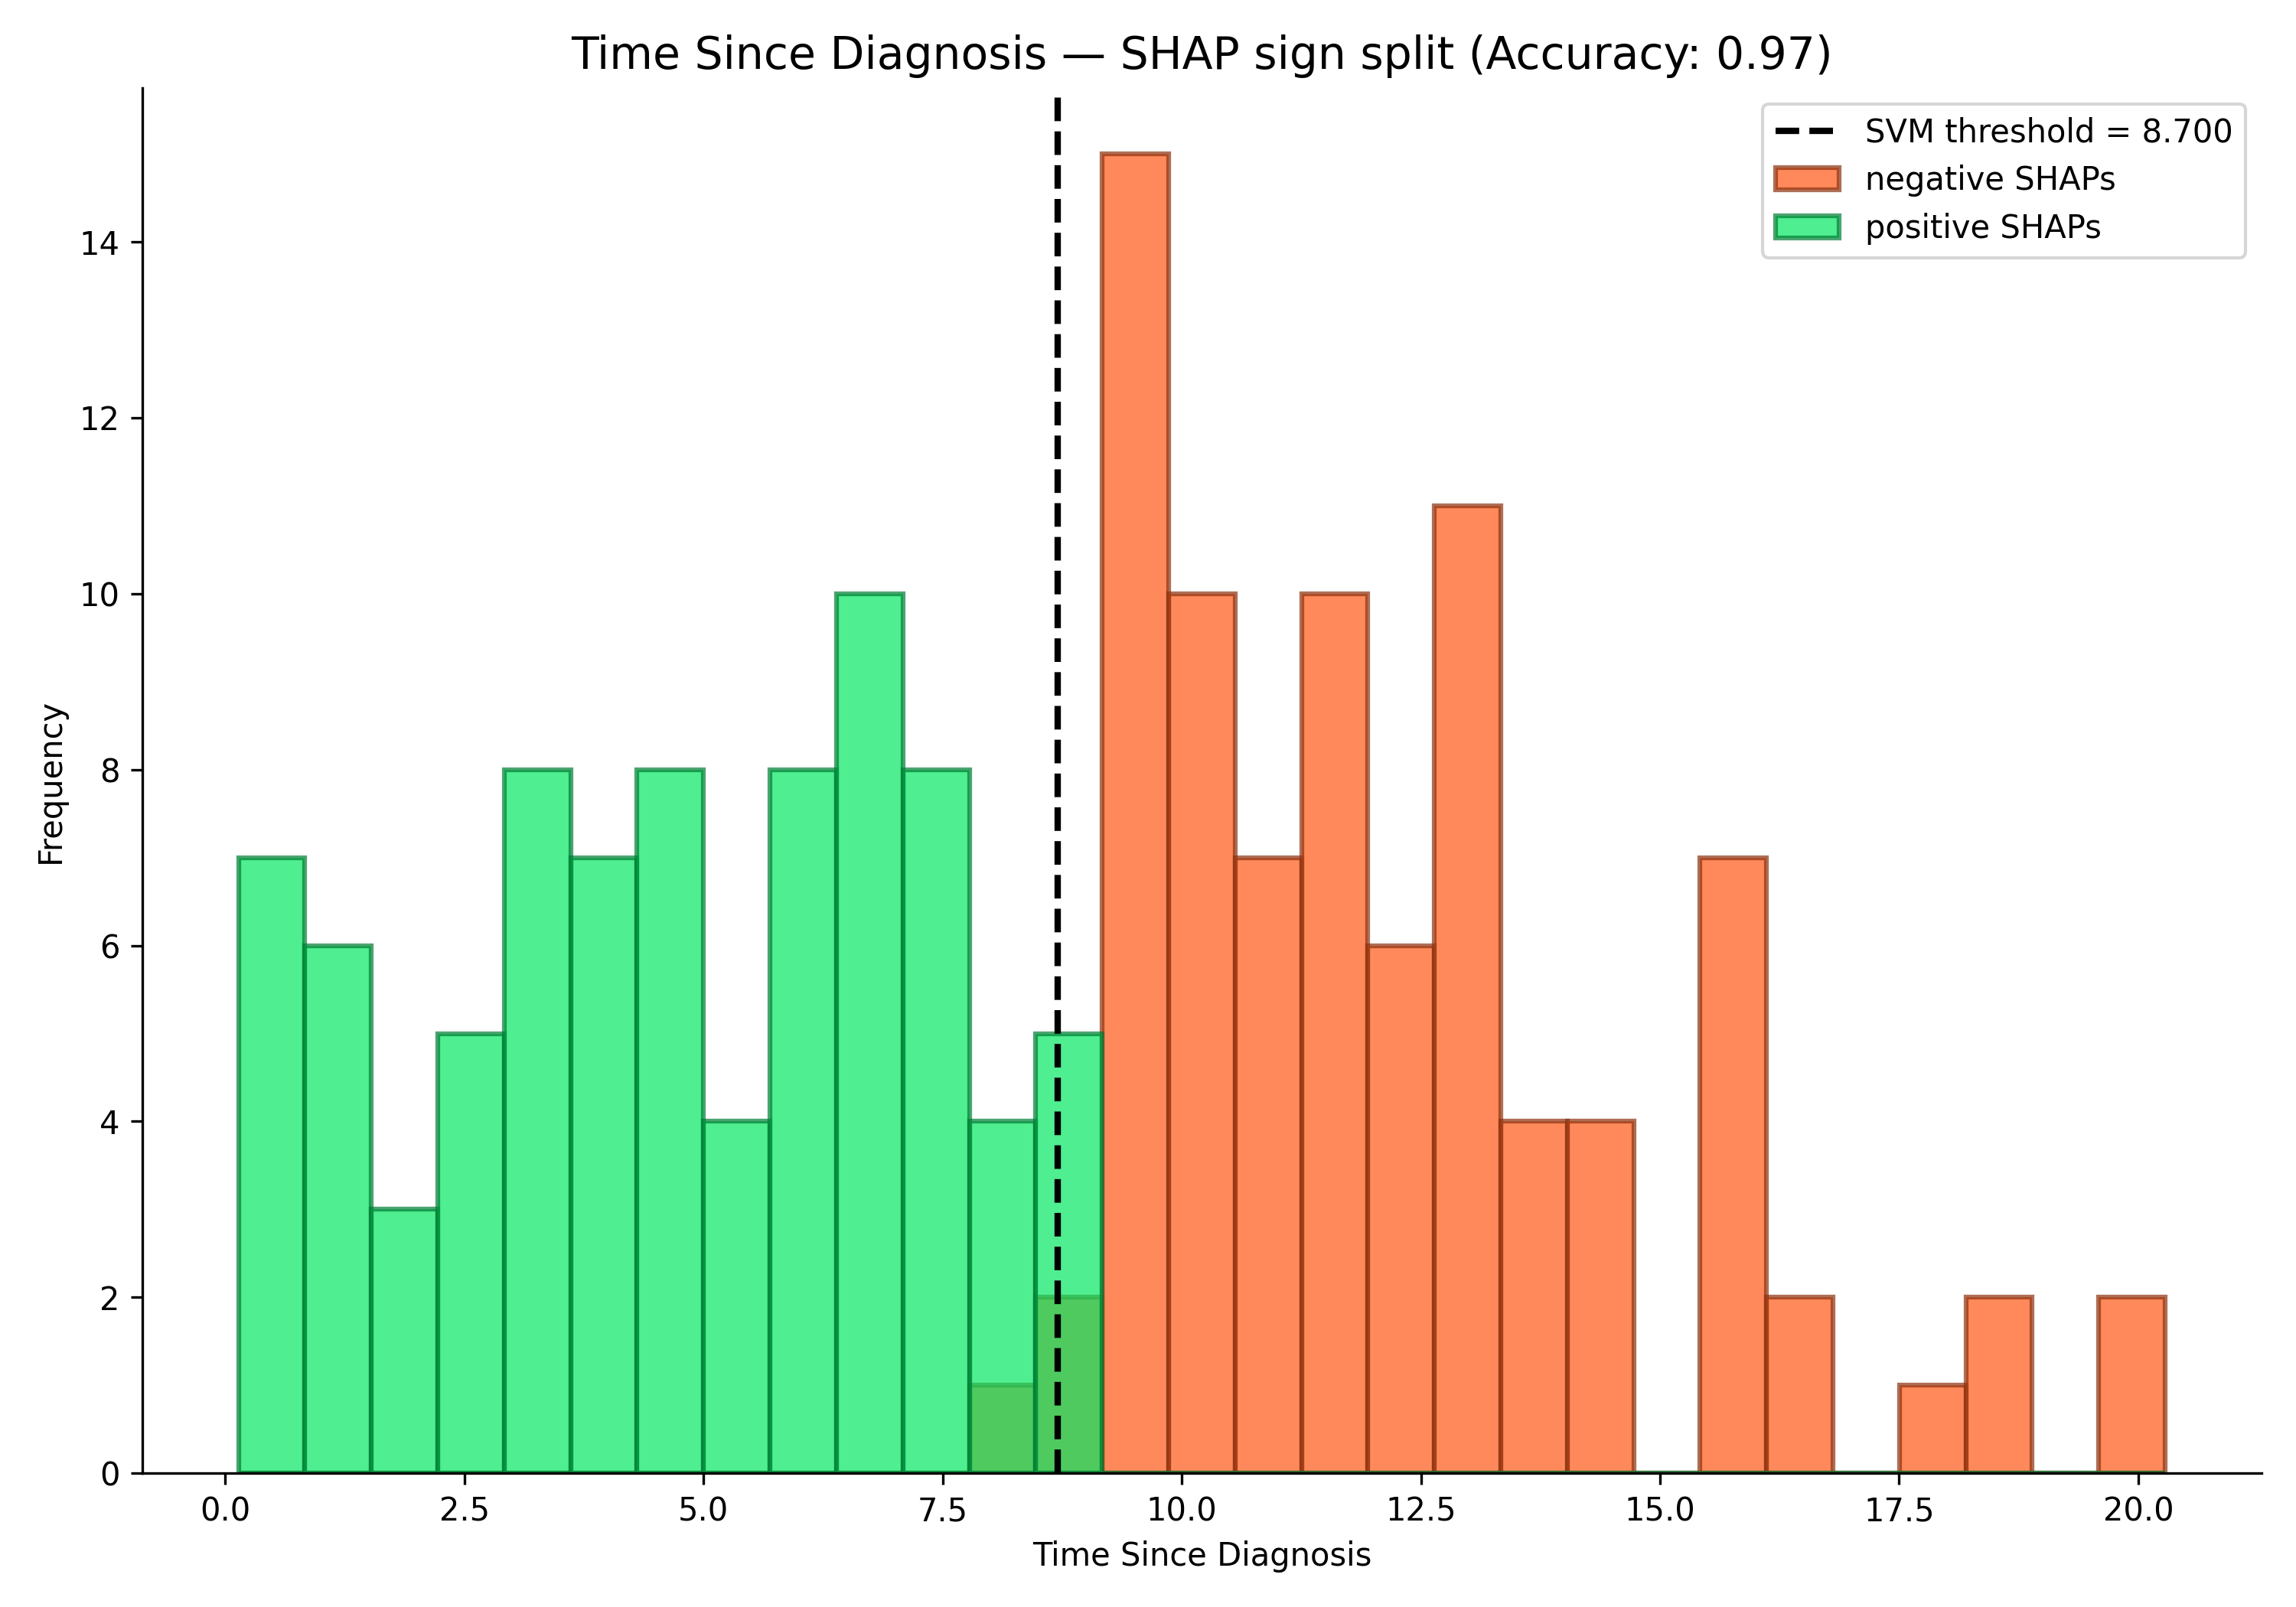 Time Since Diagnosis — SHAP sign split (Accuracy: 0.97)
SVM threshold = 8.700
negative SHAPs
positive SHAPs
Frequency
14
12
10
8
6
4
2
0
0.0 2.5 5.0 7.5 10.0 12.5 15.0 17.5 20.0
Time Since Diagnosis